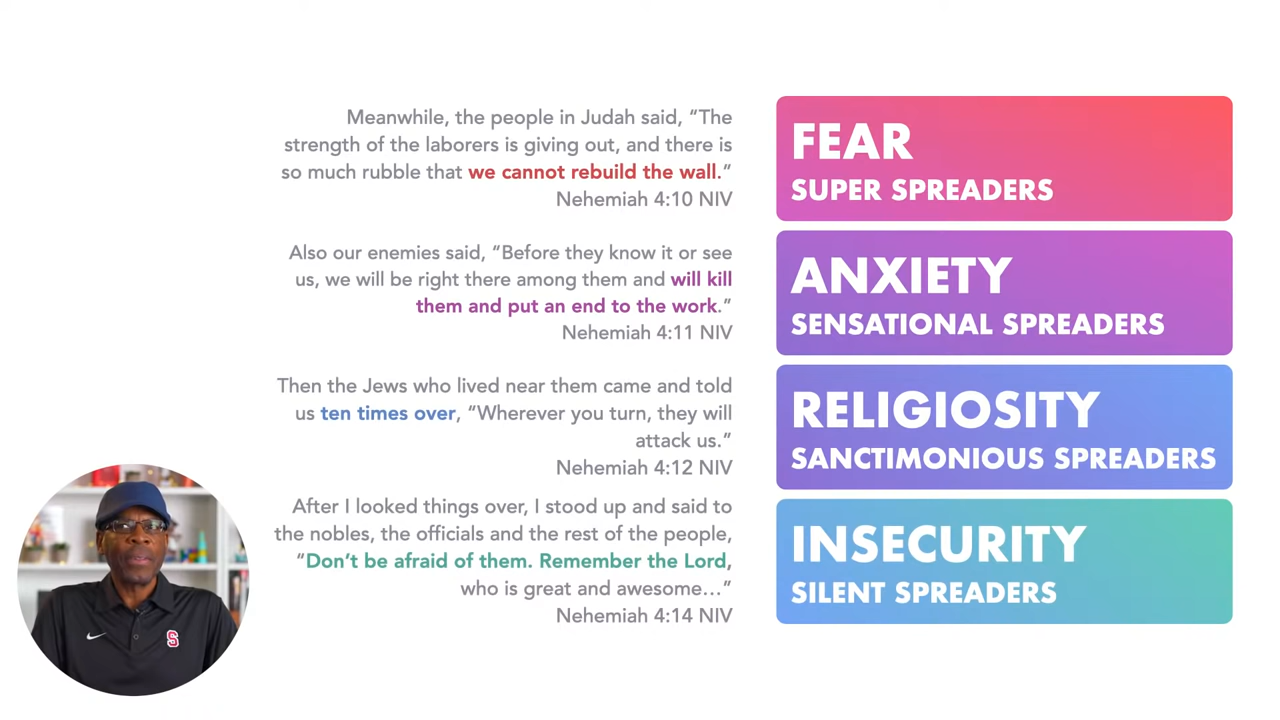 Meanwhile, the people in Judah said, “The
strength of the laborers is giving out, and there is
so much rubble that we cannot rebuild the wall.”
Nehemiah 4:10 NIV
FEAR
SUPER SPREADERS
Also our enemies said, “Before they know it or see
us, we will be right there among them and will kill
them and put an end to the work.”
Nehemiah 4:11 NIV
ANXIETY
SENSATIONAL SPREADERS
Then the Jews who lived near them came and told
us ten times over, “Wherever you turn, they will
attack us.”
Nehemiah 4:12 NIV
RELIGIOSITY
SANCTIMONIOUS SPREADERS
After I looked things over, I stood up and said to
the nobles, the officials and the rest of the people,
“Don’t be afraid of them. Remember the Lord,
who is great and awesome…”
Nehemiah 4:14 NIV
INSECURITY
SILENT SPREADERS
S